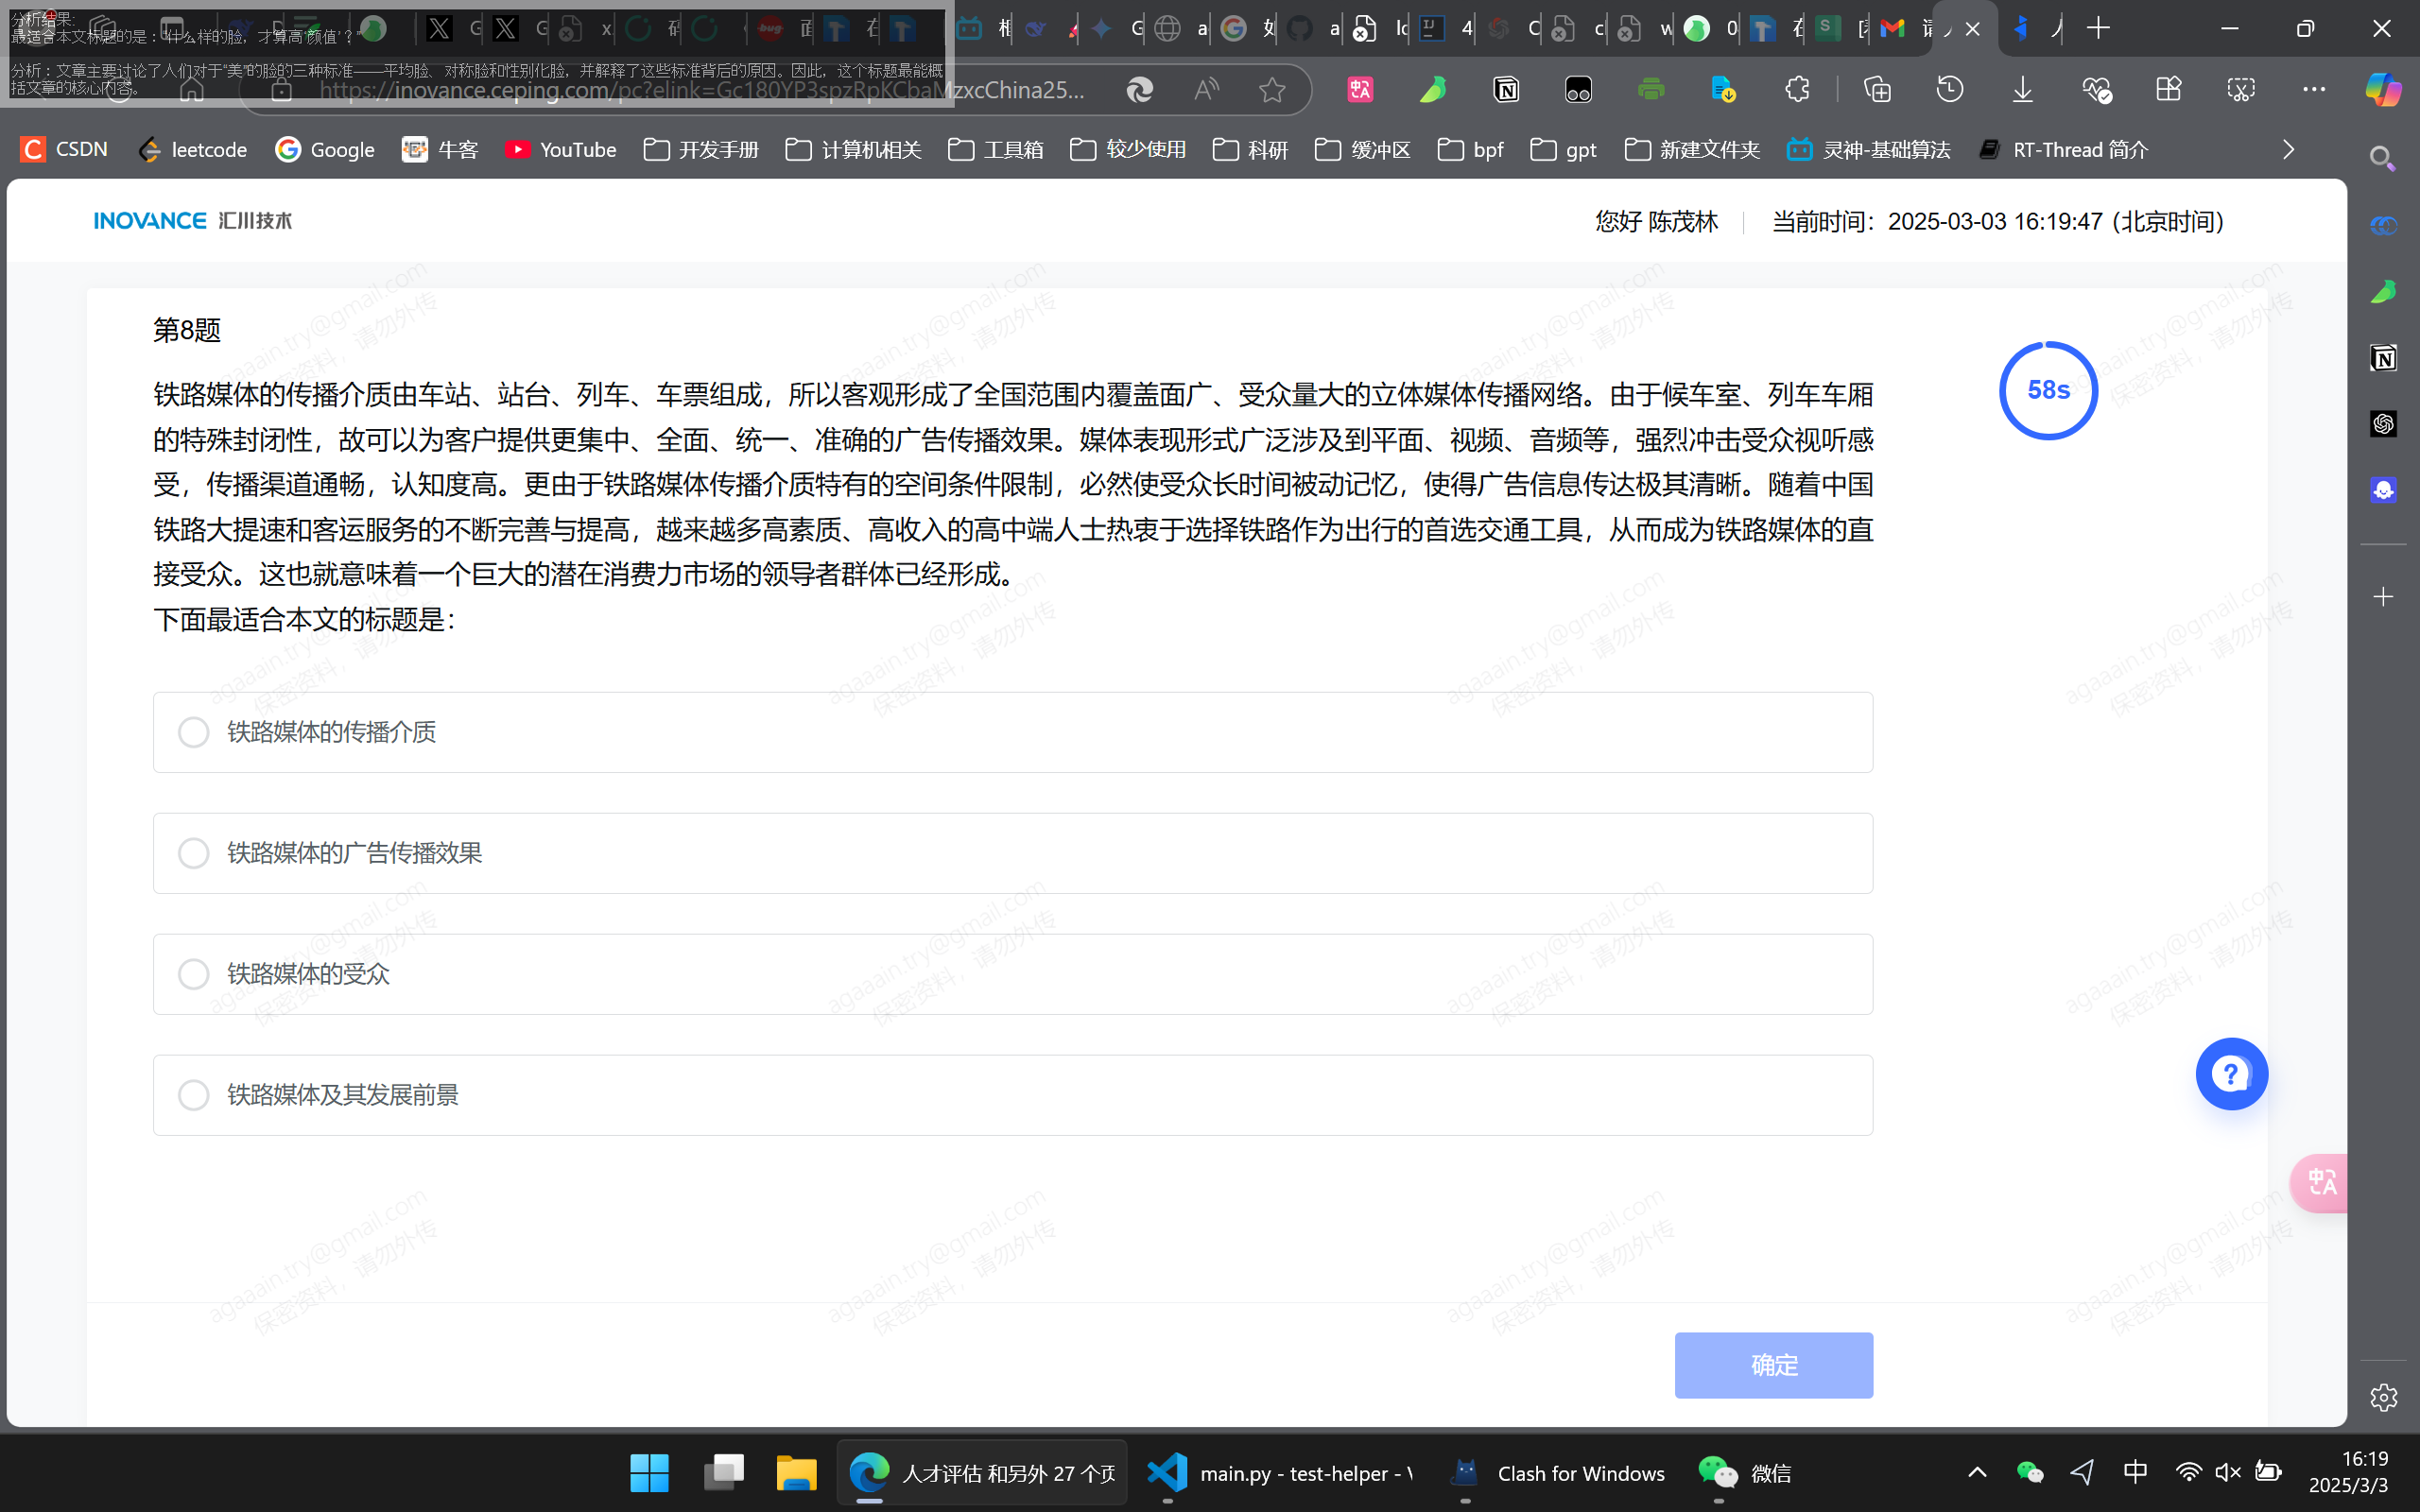 分析结果:
最适合本文标题的是：“什么样的脸，才算高‘颜值’？”
分析：文章主要讨论了人们对于“美”的脸的三种标准——平均脸、对称脸和性别化脸，并解释了这些标准背后的原因。因此，这个标题最能概
括文章的核心内容。
https://inovance.ceping.com/pc?elink=Gc180YP3spzRpKCbaMzxcChina25...
CSDN leetcode Google 牛客 YouTube 开发手册 计算机相关 工具箱 较少使用 科研 缓冲区 bpf gpt 新建文件夹 灵神-基础算法 RT-Thread 简介
INOVANCE 汇川技术
您好 陈茂林 当前时间：2025-03-03 16:19:47 (北京时间)
第8题
58s
铁路媒体的传播介质由车站、站台、列车、车票组成，所以客观形成了全国范围内覆盖面广、受众量大的立体媒体传播网络。由于候车室、列车车厢
的特殊封闭性，故可以为客户提供更集中、全面、统一、准确的广告传播效果。媒体表现形式广泛涉及到平面、视频、音频等，强烈冲击受众视听感
受，传播渠道通畅，认知度高。更由于铁路媒体传播介质特有的空间条件限制，必然使受众长时间被动记忆，使得广告信息传达极其清晰。随着中国
铁路大提速和客运服务的不断完善与提高，越来越多高素质、高收入的高中端人士热衷于选择铁路作为出行的首选交通工具，从而成为铁路媒体的直
接受众。这也就意味着一个巨大的潜在消费力市场的领导者群体已经形成。
下面最适合本文的标题是：
铁路媒体的传播介质
铁路媒体的广告传播效果
铁路媒体的受众
铁路媒体及其发展前景
确定
agaaain.try@gmail.com
保密资料，请勿外传
人才评估 和另外 27 个页 main.py - test-helper - Clash for Windows 微信
中
16:19
2025/3/3